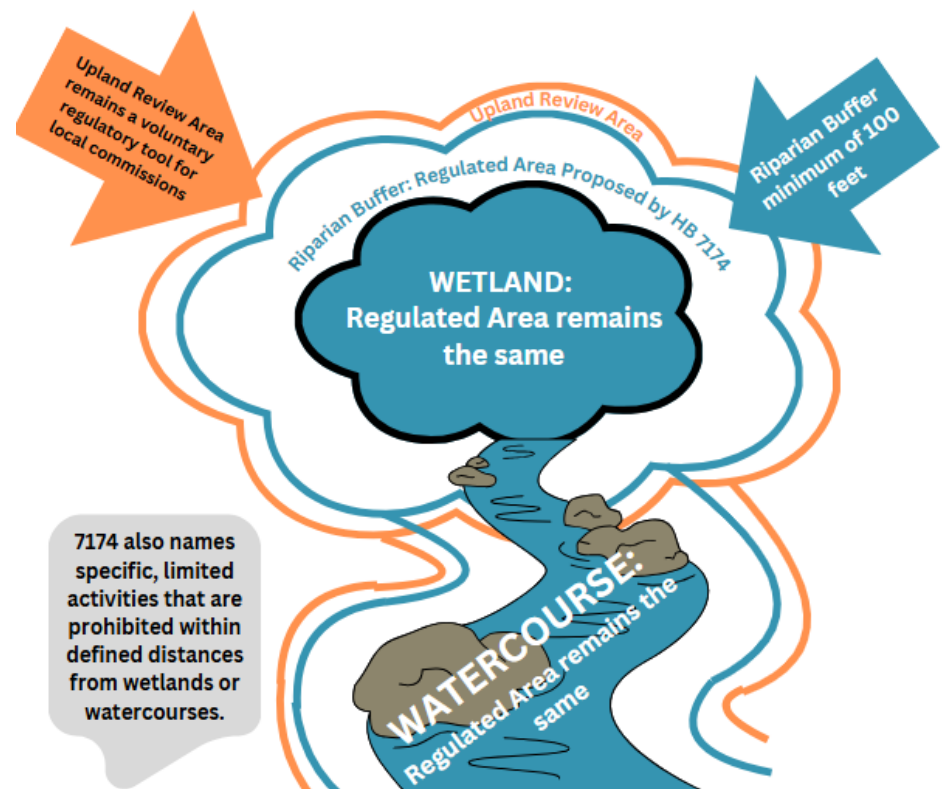 Upland Review Area
remains a voluntary
regulatory tool for
local commissions
Upland Review Area
Riparian Buffer
minimum of 100
feet
Riparian Buffer: Regulated Area Proposed by HB 7174
WETLAND:
Regulated Area remains
the same
7174 also names
specific, limited
activities that are
prohibited within
defined distances
from wetlands or
watercourses.
WATERCOURSE:
Regulated Area remains the
same